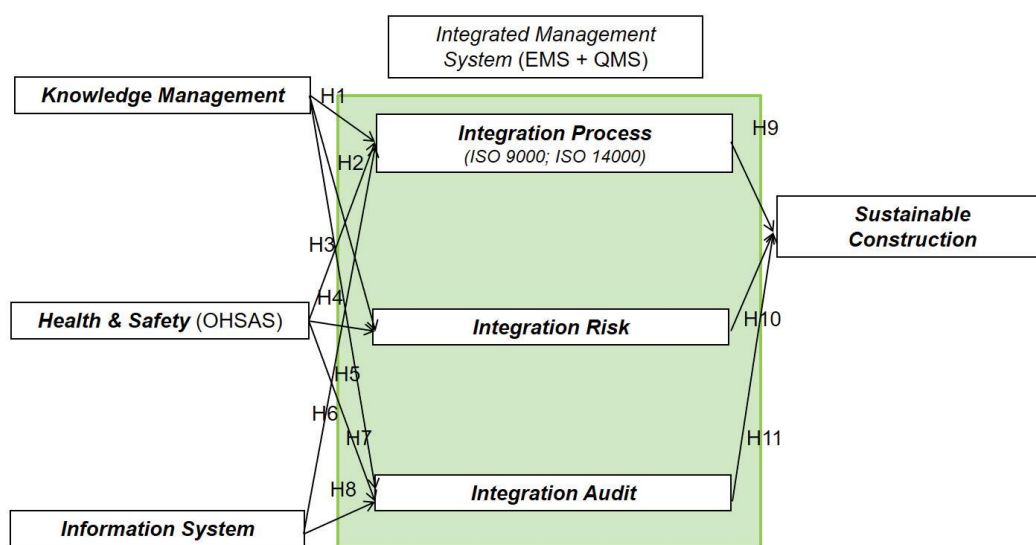 Integrated Management
System (EMS + QMS)
Knowledge Management
H1
Integration Process
(ISO 9000; ISO 14000)
H9
H2
Sustainable
Construction
H3
H4
Health & Safety (OHSAS)
Integration Risk
H10
H5
H6
H7
H11
H8
Integration Audit
Information System